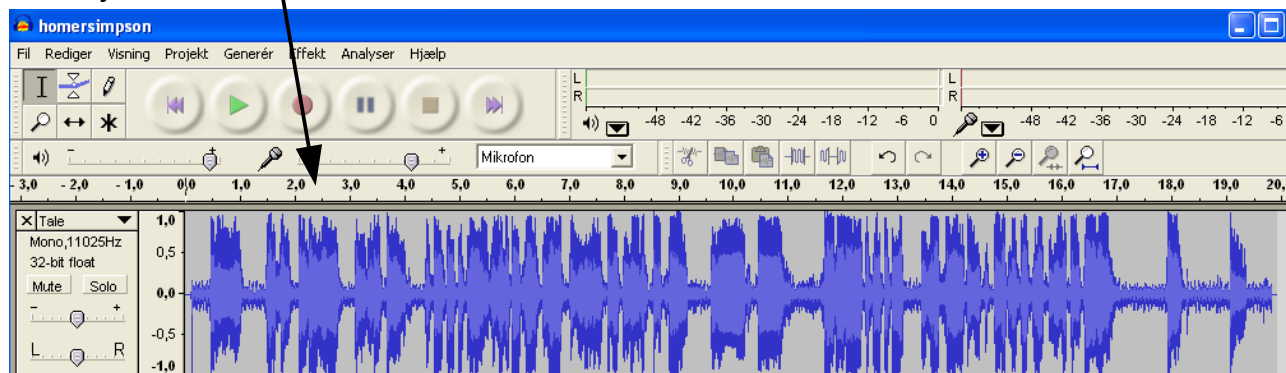 homersimpson
Fil Rediger Visning Projekt Generér Effekt Analyser Hjælp
L
R
-48 -42 -36 -30 -24 -18 -12 -6 0
L
R
-48 -42 -36 -30 -24 -18 -12 -6
- + - + Mikrofon
- 3,0 - 2,0 - 1,0 0,0 1,0 2,0 3,0 4,0 5,0 6,0 7,0 8,0 9,0 10,0 11,0 12,0 13,0 14,0 15,0 16,0 17,0 18,0 19,0 20,
X Tale
Mono,11025Hz
32-bit float
Mute Solo
- +
L R
1,0
0,5
0,0
-0,5
-1,0